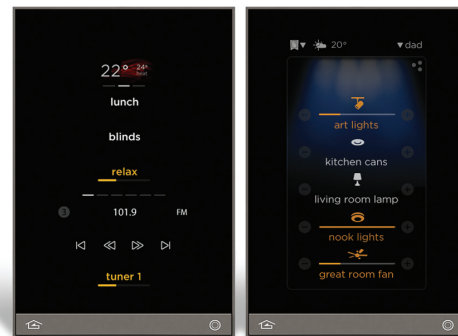 22° 24°
heat
lunch
blinds
relax
3 101.9 FM
tuner 1
20° dad
art lights
kitchen cans
living room lamp
nook lights
great room fan